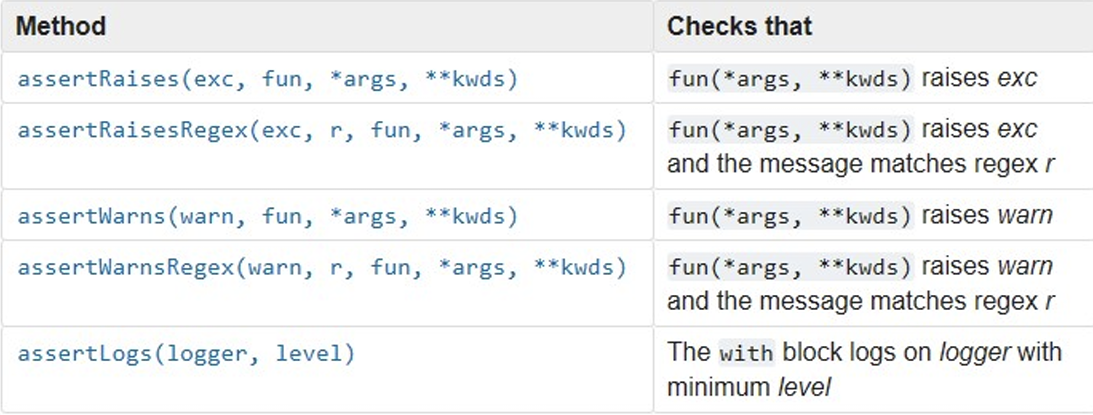 Method Checks that
assertRaises(exc, fun, *args, **kwds) fun(*args, **kwds) raises exc
assertRaisesRegex(exc, r, fun, *args, **kwds) fun(*args, **kwds) raises exc
and the message matches regex r
assertWarns(warn, fun, *args, **kwds) fun(*args, **kwds) raises warn
assertWarnsRegex(warn, r, fun, *args, **kwds) fun(*args, **kwds) raises warn
and the message matches regex r
assertLogs(logger, level) The with block logs on logger with
minimum level